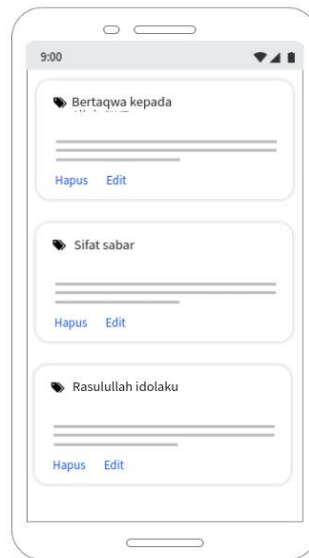 9:00
Bertaqwa kepada
Hapus Edit
Sifat sabar
Hapus Edit
Rasulullah idolaku
Hapus Edit